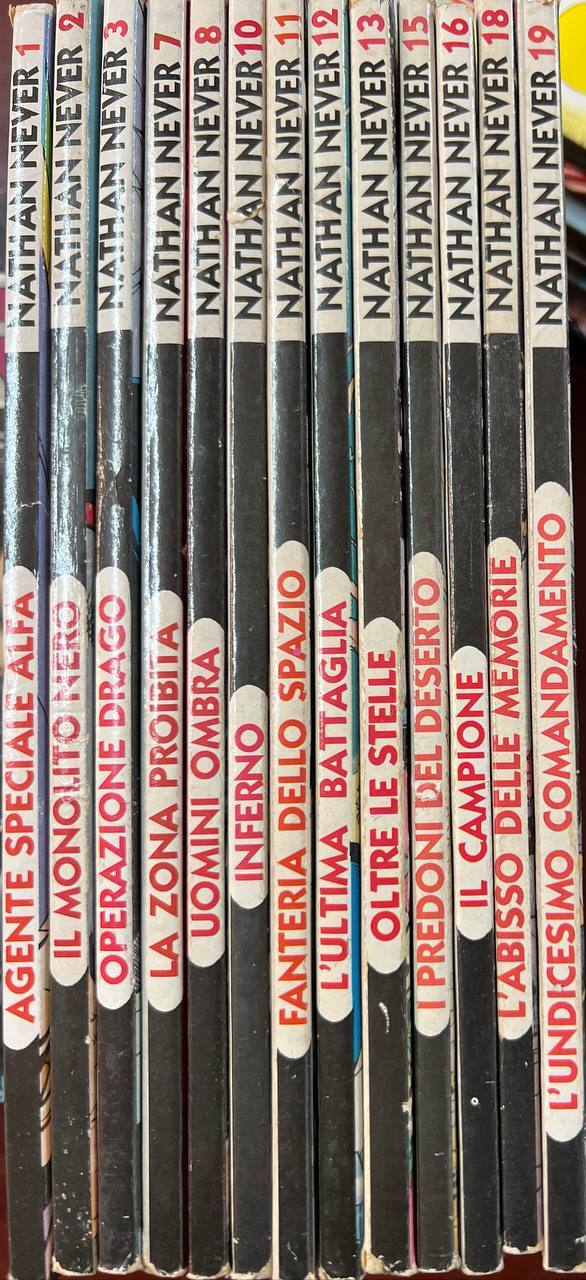 NATHAN NEVER 1
AGENTE SPECIALE ALFA
NATHAN NEVER 2
IL MONOLITO NERO
NATHAN NEVER 3
OPERAZIONE DRAGO
NATHAN NEVER 7
LA ZONA PROIBITA
NATHAN NEVER 8
UOMINI OMBRA
NATHAN NEVER 10
INFERNO
NATHAN NEVER 11
FANTERIA DELLO SPAZIO
NATHAN NEVER 12
L'ULTIMA BATTAGLIA
NATHAN NEVER 13
OLTRE LE STELLE
NATHAN NEVER 15
I PREDONI DEL DESERTO
NATHAN NEVER 16
IL CAMPIONE
NATHAN NEVER 18
L'ABISSO DELLE MEMORIE
NATHAN NEVER 19
L'UNDICESIMO COMANDAMENTO